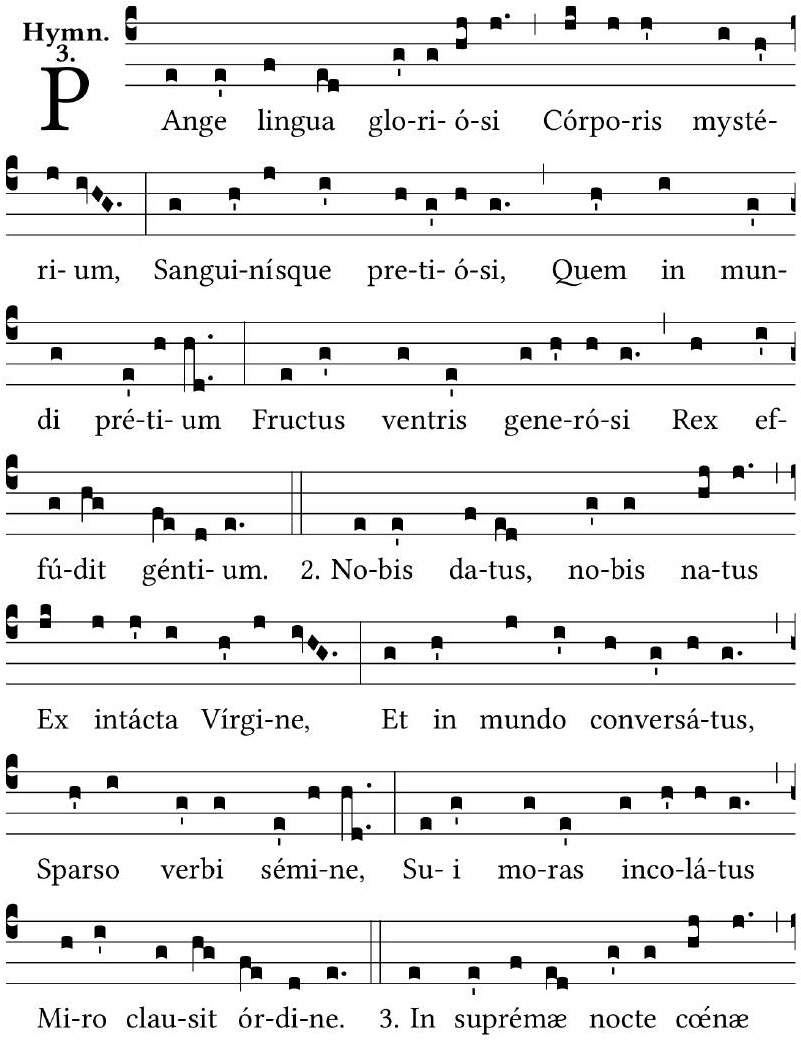 Hymn.
3.
PAnge lingua glo-ri-ó-si Córpo-ris mysté-
ri-um, Sangui-nísque pre-ti-ó-si, Quem in mun-
di pré-ti-um Fructus ventris gene-ró-si Rex ef-
fú-dit génti-um. 2. No-bis da-tus, no-bis na-tus
Ex intácta Vírgi-ne, Et in mundo conversá-tus,
Sparso verbi sémi-ne, Su-i mo-ras inco-lá-tus
Mi-ro clau-sit ór-di-ne. 3. In suprémæ nocte cœ́næ